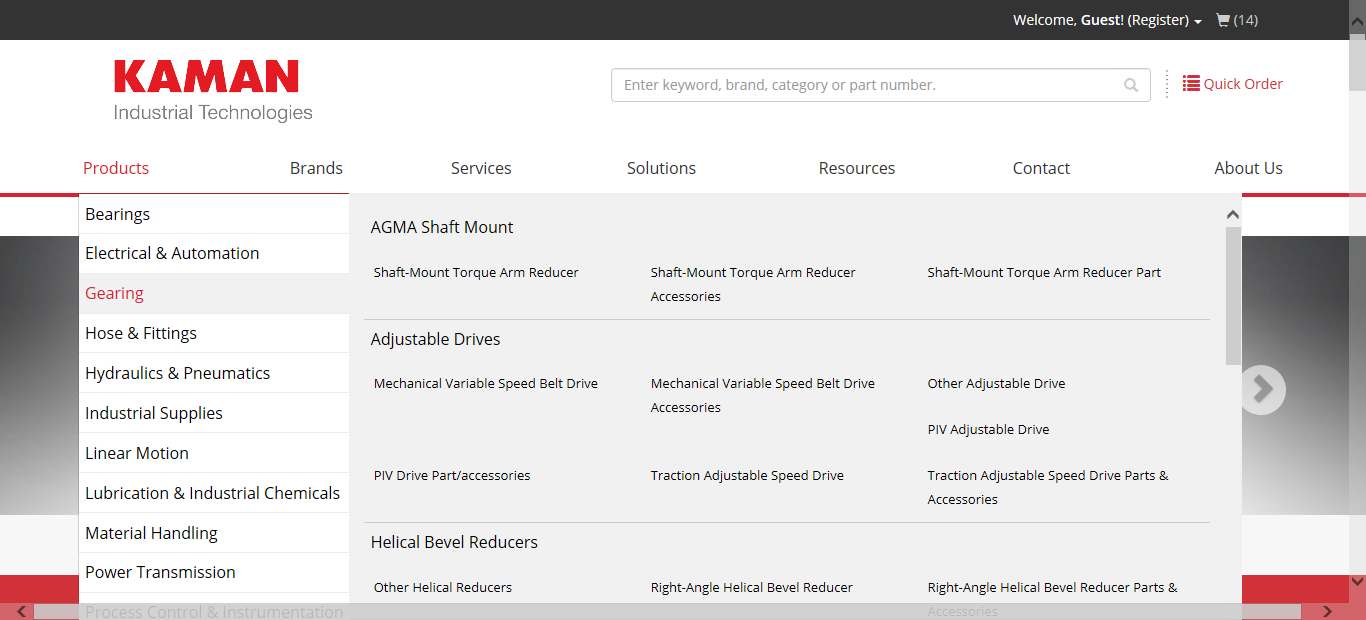 Welcome, Guest! (Register) (14)
KAMAN
Industrial Technologies
Enter keyword, brand, category or part number.
Quick Order
Products Brands Services Solutions Resources Contact About Us
Bearings
Electrical & Automation
Gearing
Hose & Fittings
Hydraulics & Pneumatics
Industrial Supplies
Linear Motion
Lubrication & Industrial Chemicals
Material Handling
Power Transmission
Process Control & Instrumentation
AGMA Shaft Mount
Shaft-Mount Torque Arm Reducer
Shaft-Mount Torque Arm Reducer
Accessories
Shaft-Mount Torque Arm Reducer Part
Adjustable Drives
Mechanical Variable Speed Belt Drive
Mechanical Variable Speed Belt Drive
Accessories
Other Adjustable Drive
PIV Adjustable Drive
PIV Drive Part/accessories
Traction Adjustable Speed Drive
Traction Adjustable Speed Drive Parts &
Accessories
Helical Bevel Reducers
Other Helical Reducers
Right-Angle Helical Bevel Reducer
Right-Angle Helical Bevel Reducer Parts &
Accessories